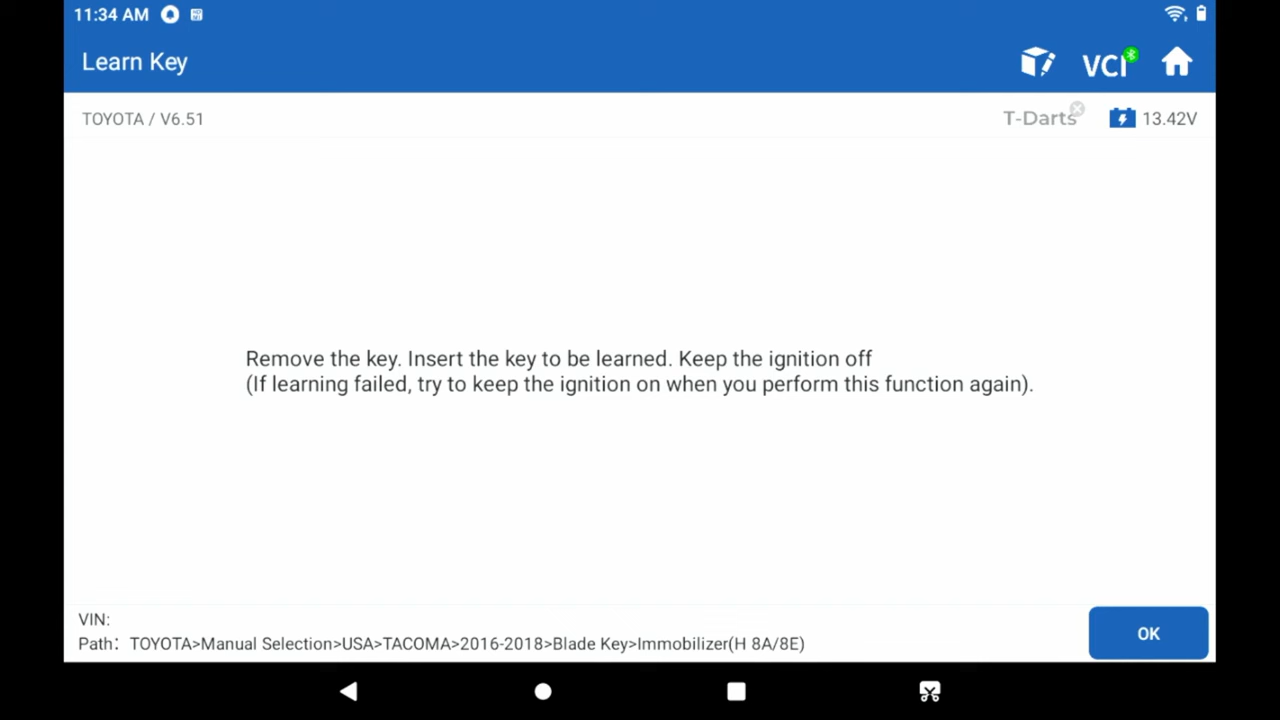 11:34 AM
Learn Key
VCI
TOYOTA / V6.51
T-Darts
13.42V
Remove the key. Insert the key to be learned. Keep the ignition off
(If learning failed, try to keep the ignition on when you perform this function again).
VIN:
Path: TOYOTA>Manual Selection>USA>TACOMA>2016-2018>Blade Key>Immobilizer(H 8A/8E)
OK